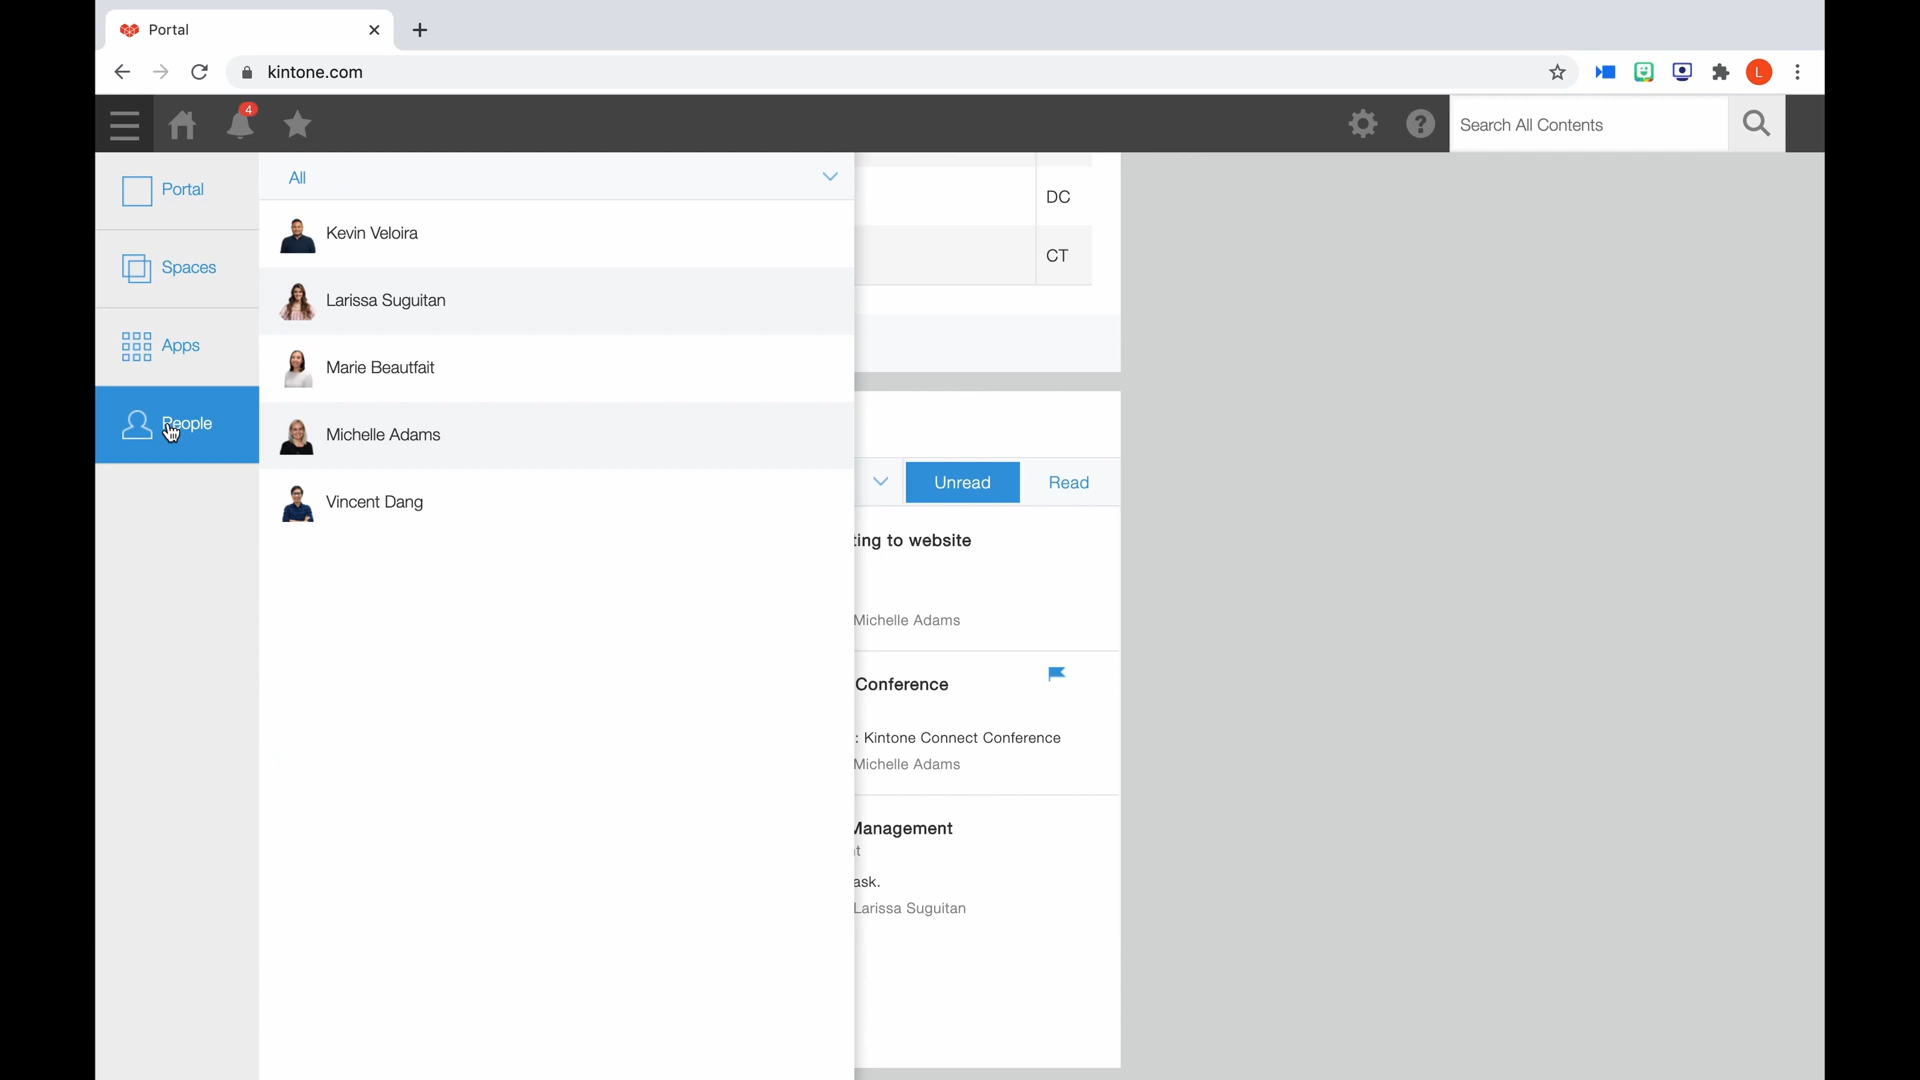 Portal
kintone.com
L
4
?
Search All Contents
Portal
Spaces
Apps
People
All
Kevin Veloira
Larissa Suguitan
Marie Beautfait
Michelle Adams
Vincent Dang
DC
CT
Unread
Read
ting to website
Michelle Adams
Conference
: Kintone Connect Conference
Michelle Adams
Management
t
ask.
Larissa Suguitan